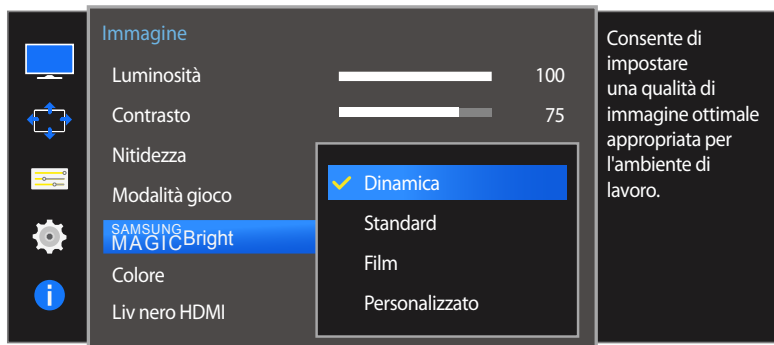 Immagine
Luminosità 100
Contrasto 75
Nitidezza
Modalità gioco
SAMSUNG
MAGICBright
Colore
Liv nero HDMI
Dinamica
Standard
Film
Personalizzato
Consente di
impostare
una qualità di
immagine ottimale
appropriata per
l'ambiente di
lavoro.